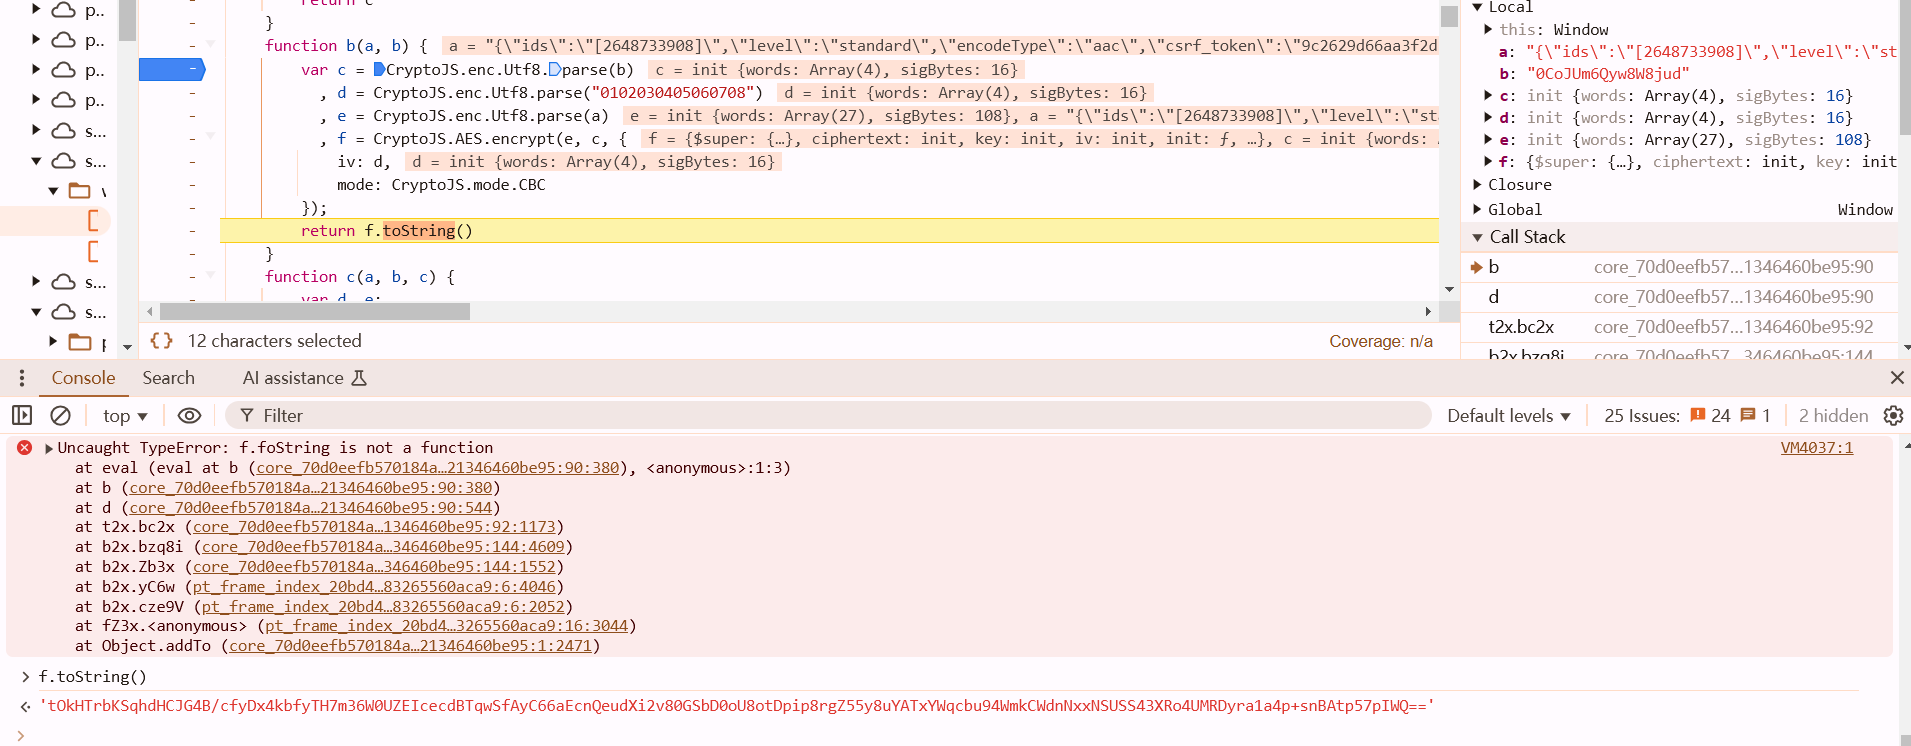 p...
p...
p...
p...
s...
s...
s...
s...
return c
}
function b(a, b) { a = "{\"ids\":\"[2648733908]\",\"level\":\"standard\",\"encodeType\":\"aac\",\"csrf_token\":\"9c2629d66aa3f2d
var c = CryptoJS.enc.Utf8.parse(b) c = init {words: Array(4), sigBytes: 16}
, d = CryptoJS.enc.Utf8.parse("0102030405060708") d = init {words: Array(4), sigBytes: 16}
, e = CryptoJS.enc.Utf8.parse(a) e = init {words: Array(27), sigBytes: 108}, a = "{\"ids\":\"[2648733908]\",\"level\":\"st
, f = CryptoJS.AES.encrypt(e, c, { f = {$super: {…}, ciphertext: init, key: init, iv: init, init: ƒ, …}, c = init {words:
iv: d, d = init {words: Array(4), sigBytes: 16}
mode: CryptoJS.mode.CBC
});
return f.toString()
}
function c(a, b, c) {
var d, e;
{} 12 characters selected
Coverage: n/a
Local
this: Window
a: "{\"ids\":\"[2648733908]\",\"level\":\"st
b: "0CoJUm6Qyw8W8jud"
c: init {words: Array(4), sigBytes: 16}
d: init {words: Array(4), sigBytes: 16}
e: init {words: Array(27), sigBytes: 108}
f: {$super: {…}, ciphertext: init, key: init
Closure
Global Window
Call Stack
b core_70d0eefb57…1346460be95:90
d core_70d0eefb57…1346460be95:90
t2x.bc2x core_70d0eefb57…1346460be95:92
b2x.bzq8i core_70d0eefb57…346460be95:144
Console Search AI assistance
top Filter Default levels 25 Issues: 24 1 2 hidden
Uncaught TypeError: f.foString is not a function VM4037:1
at eval (eval at b (core_70d0eefb570184a…21346460be95:90:380), <anonymous>:1:3)
at b (core_70d0eefb570184a…21346460be95:90:380)
at d (core_70d0eefb570184a…21346460be95:90:544)
at t2x.bc2x (core_70d0eefb570184a…1346460be95:92:1173)
at b2x.bzq8i (core_70d0eefb570184a…346460be95:144:4609)
at b2x.Zb3x (core_70d0eefb570184a…346460be95:144:1552)
at b2x.yC6w (pt_frame_index_20bd4…83265560aca9:6:4046)
at b2x.cze9V (pt_frame_index_20bd4…83265560aca9:6:2052)
at fZ3x.<anonymous> (pt_frame_index_20bd4…3265560aca9:16:3044)
at Object.addTo (core_70d0eefb570184a…21346460be95:1:2471)
> f.toString()
'tOkHTrbKSqhdHCJG4B/cfyDx4kbfyTH7m36W0UZEIcecdBTqwSfAyC66aEcnQeudXi2v80GSbD0oU8otDpip8rgZ55y8uYATxYWqcbu94WmkCWdnNxxNSUSS43XRo4UMRDyra1a4p+snBAtp57pIWQ=='
>